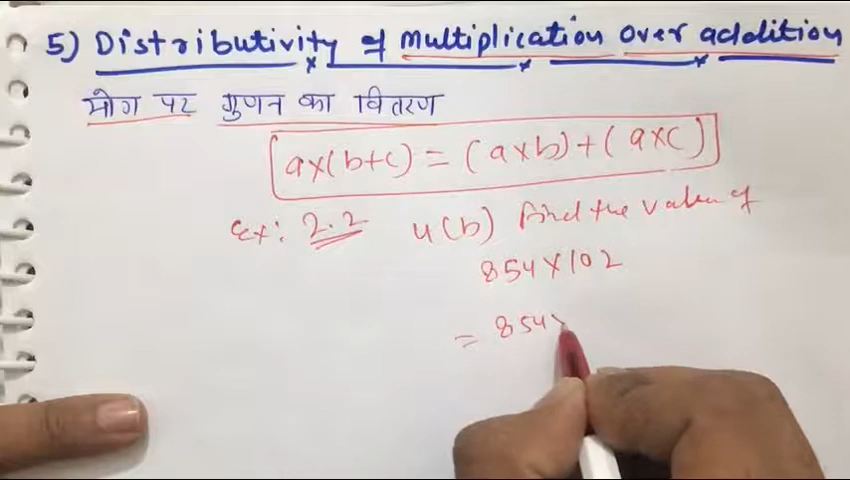 5) Distributivity of multiplication over addition
योग पर गुणन का वितरण
a×(b+c) = (a×b)+(a×c)
Ex: 2.2 4(b) find the value of
854×102
= 854×